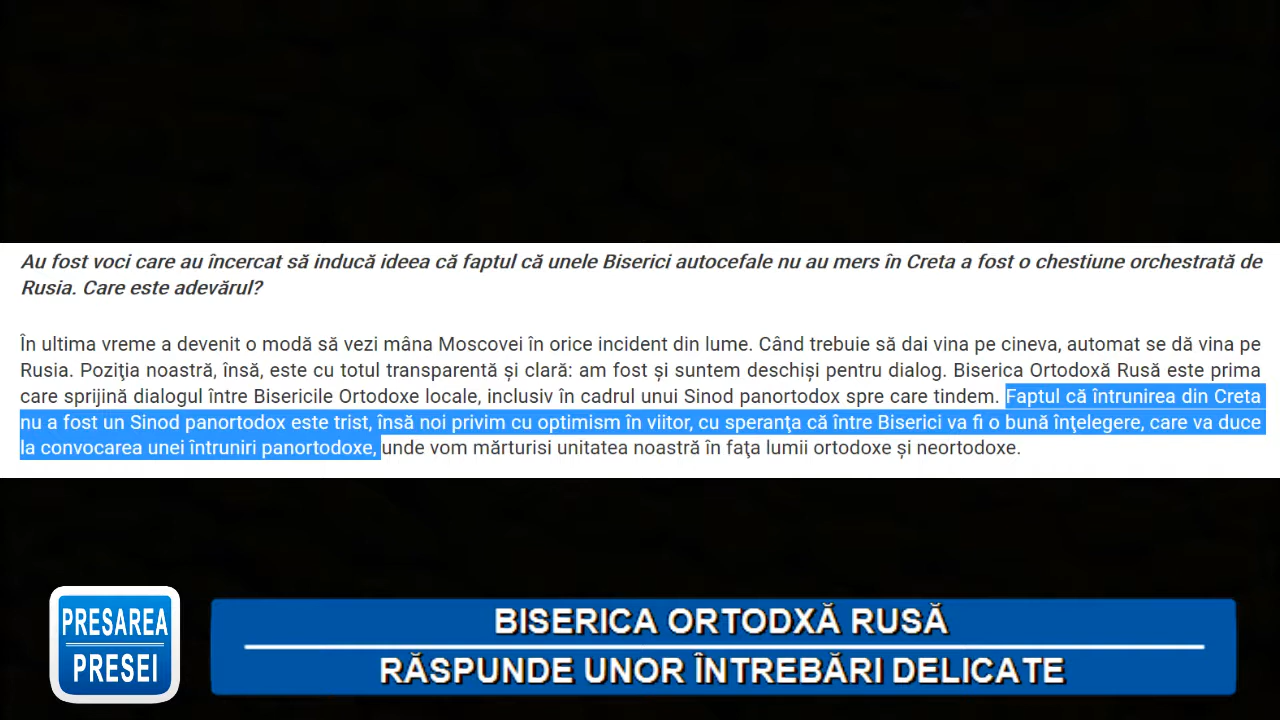 Au fost voci care au încercat să inducă ideea că faptul că unele Biserici autocefale nu au mers în Creta a fost o chestiune orchestrată de
Rusia. Care este adevărul?
În ultima vreme a devenit o modă să vezi mâna Moscovei în orice incident din lume. Când trebuie să dai vina pe cineva, automat se dă vina pe
Rusia. Poziţia noastră, însă, este cu totul transparentă și clară: am fost și suntem deschiși pentru dialog. Biserica Ortodoxă Rusă este prima
care sprijină dialogul între Bisericile Ortodoxe locale, inclusiv în cadrul unui Sinod panortodox spre care tindem. Faptul că întrunirea din Creta
nu a fost un Sinod panortodox este trist, însă noi privim cu optimism în viitor, cu speranţa că între Biserici va fi o bună înţelegere, care va duce
la convocarea unei întruniri panortodoxe, unde vom mărturisi unitatea noastră în faţa lumii ortodoxe și neortodoxe.
PRESAREA
PRESEI
BISERICA ORTODXĂ RUSĂ
RĂSPUNDE UNOR ÎNTREBĂRI DELICATE